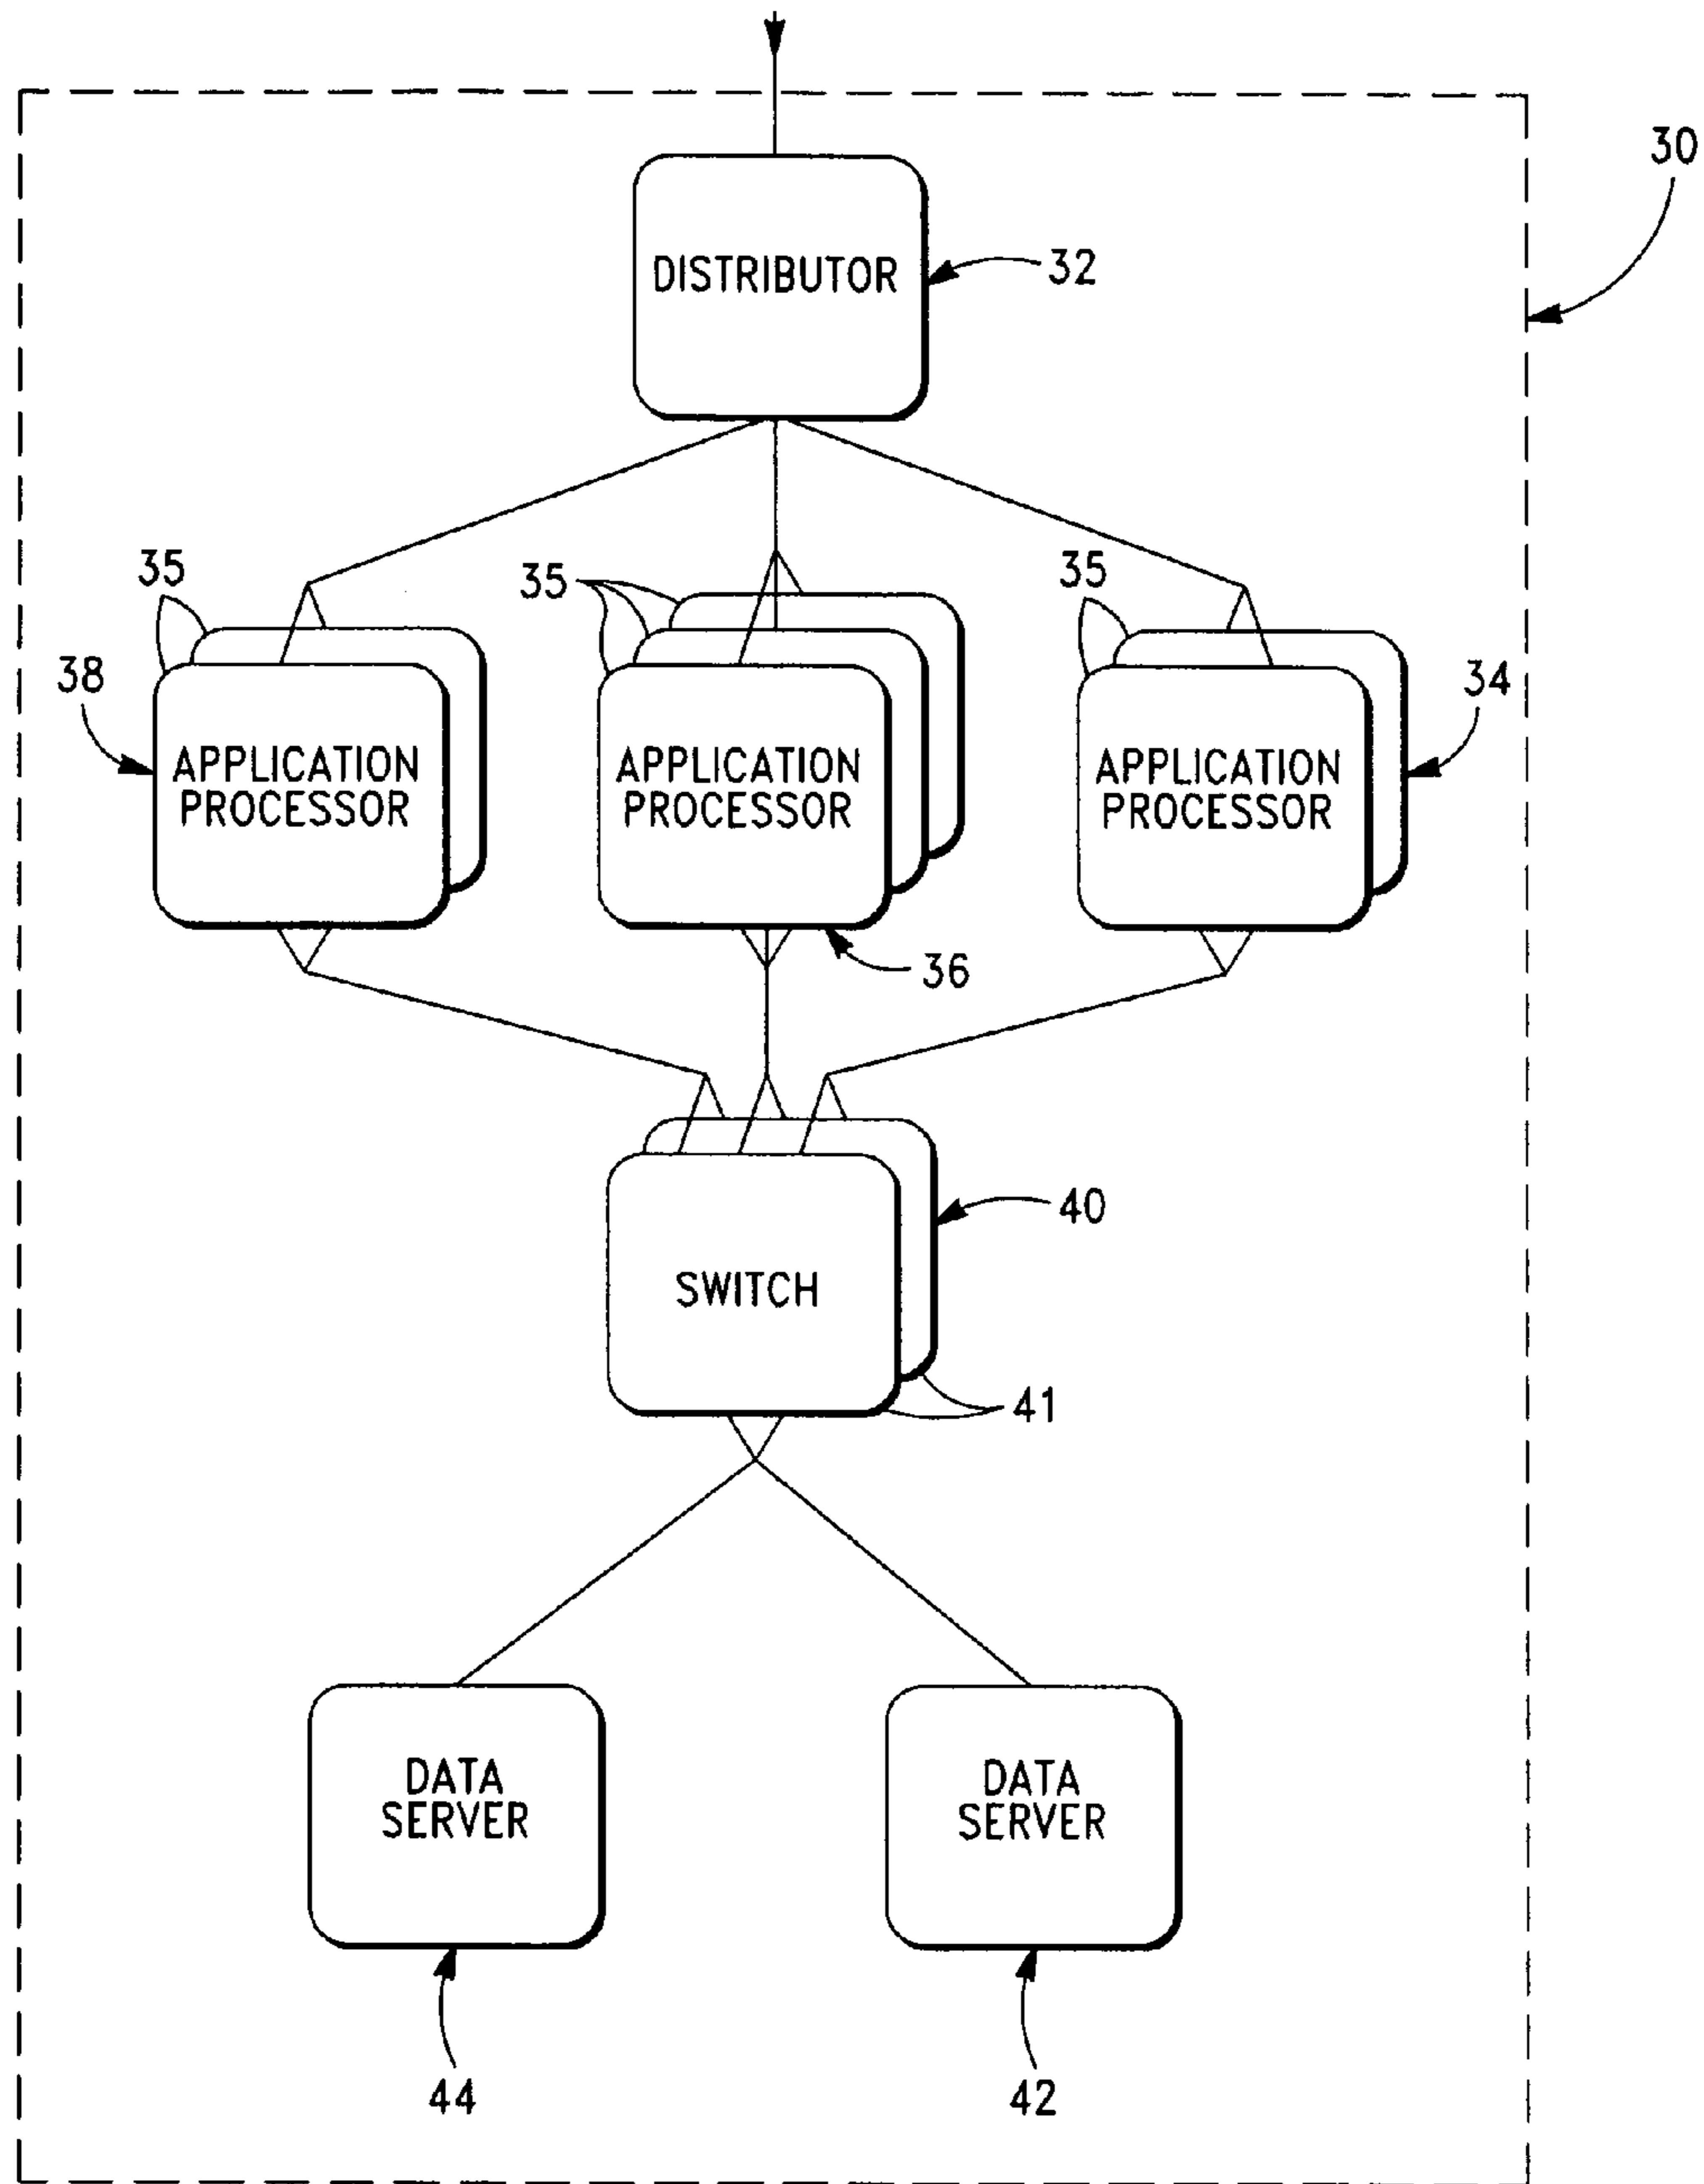 30
DISTRIBUTOR
32
35
35
35
38
APPLICATION
PROCESSOR
APPLICATION
PROCESSOR
APPLICATION
PROCESSOR
34
36
40
SWITCH
41
DATA
SERVER
DATA
SERVER
44
42